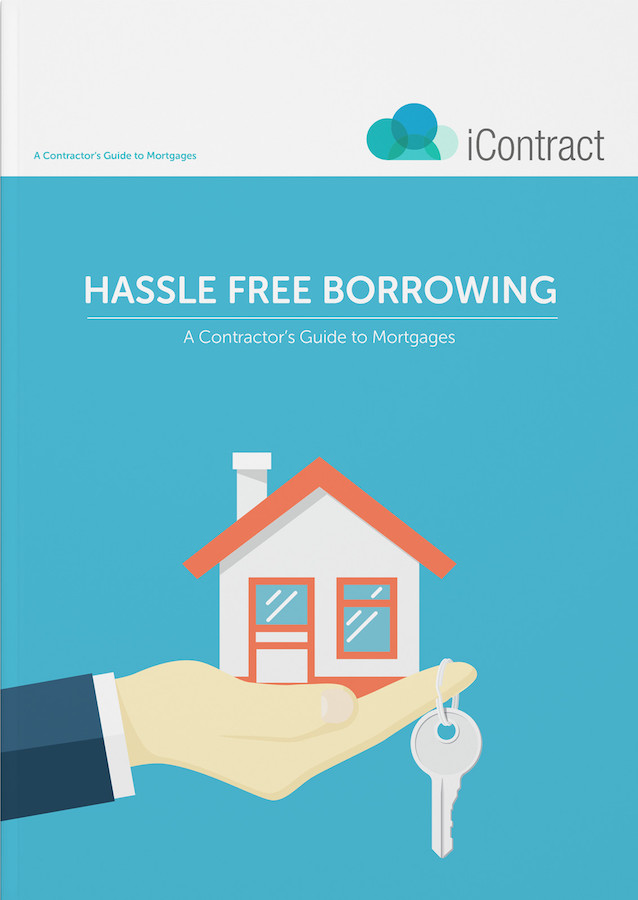 A Contractor's Guide to Mortgages
iContract
HASSLE FREE BORROWING
A Contractor's Guide to Mortgages